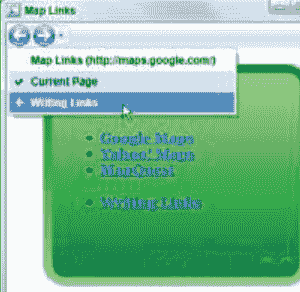 Map Links
Map Links (http://maps.google.com/)
Current Page
Writing Links
Google Maps
Yahoo! Maps
MapQuest
Writing Links